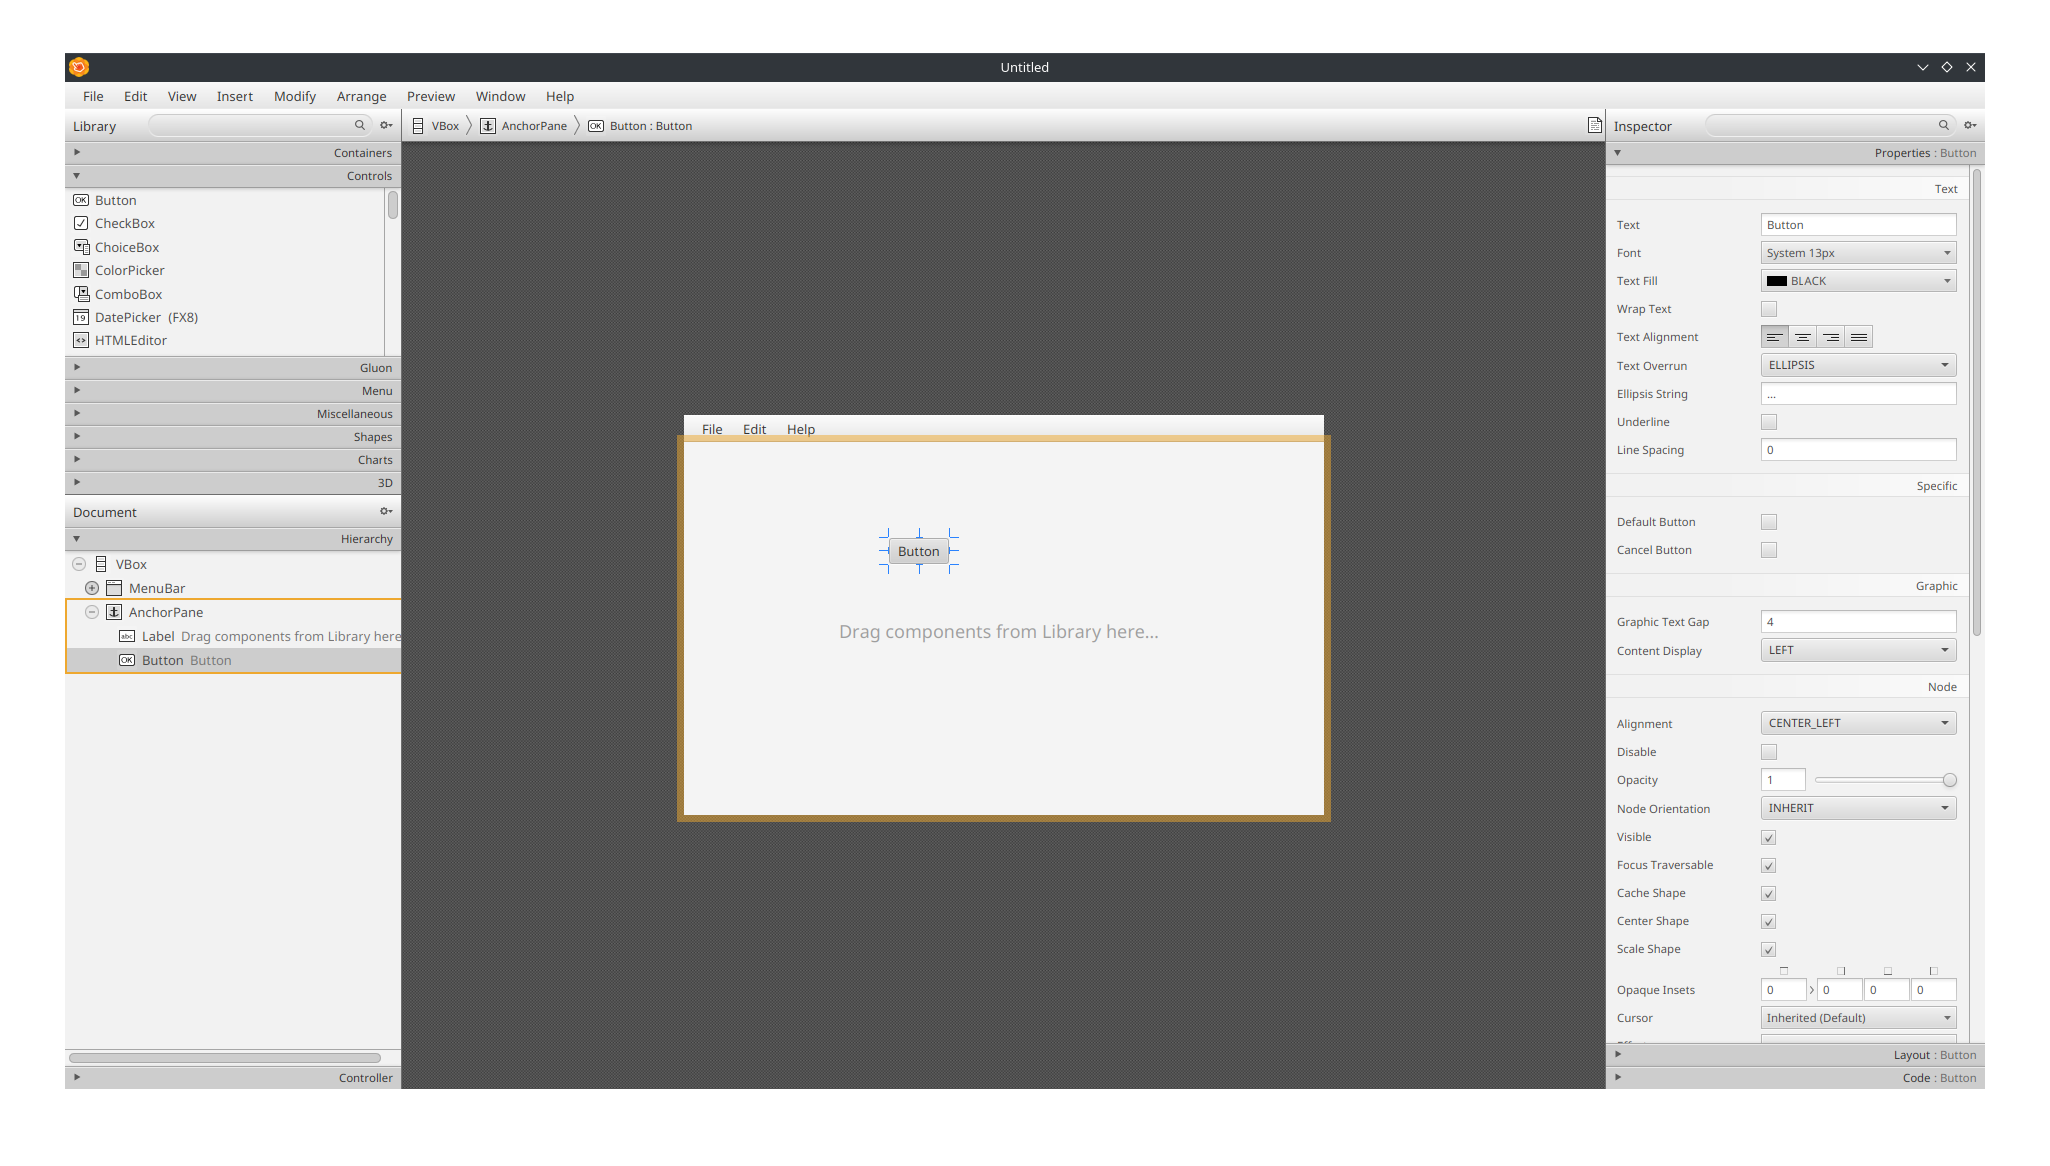 Untitled
File Edit View Insert Modify Arrange Preview Window Help
Library
Containers
Controls
OK Button
CheckBox
ChoiceBox
ColorPicker
ComboBox
19 DatePicker (FX8)
HTMLEditor
Gluon
Menu
Miscellaneous
Shapes
Charts
3D
Document
Hierarchy
VBox
MenuBar
AnchorPane
abc Label Drag components from Library here
OK Button Button
Controller
VBox AnchorPane OK Button : Button
File Edit Help
Button
Drag components from Library here...
Inspector
Properties : Button
Text
Text Button
Font System 13px
Text Fill BLACK
Wrap Text
Text Alignment
Text Overrun ELLIPSIS
Ellipsis String ...
Underline
Line Spacing 0
Specific
Default Button
Cancel Button
Graphic
Graphic Text Gap 4
Content Display LEFT
Node
Alignment CENTER_LEFT
Disable
Opacity 1
Node Orientation INHERIT
Visible
Focus Traversable
Cache Shape
Center Shape
Scale Shape
Opaque Insets 0 0 0 0
Cursor Inherited (Default)
Layout : Button
Code : Button